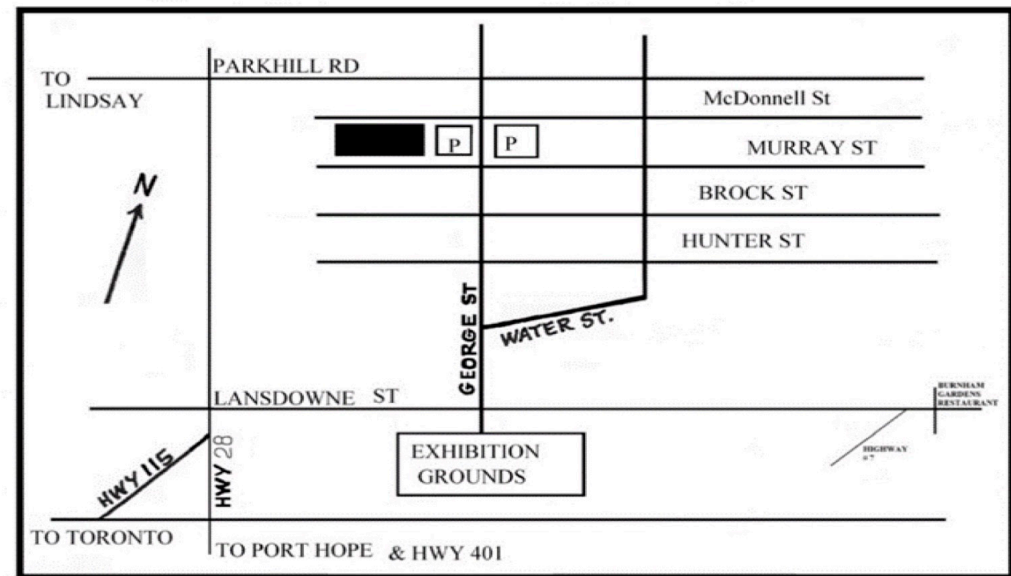 PARKHILL RD
TO
LINDSAY
McDonnell St
P
P
MURRAY ST
N
BROCK ST
HUNTER ST
GEORGE ST
WATER ST.
LANSDOWNE ST
BURNHAM
GARDENS
RESTAURANT
HWY 115
HWY 28
EXHIBITION
GROUNDS
HIGHWAY
# 7
TO TORONTO
TO PORT HOPE & HWY 401